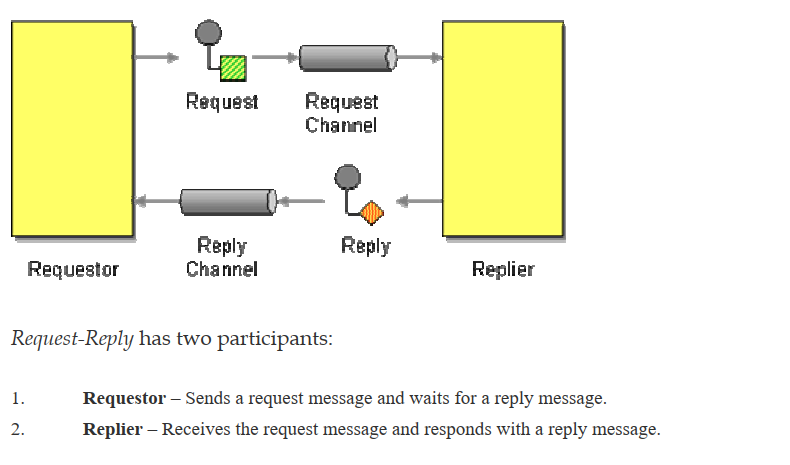 Request
Request
Channel
Reply
Channel
Reply
Requestor
Replier
Request-Reply has two participants:
1. Requestor – Sends a request message and waits for a reply message.
2. Replier – Receives the request message and responds with a reply message.